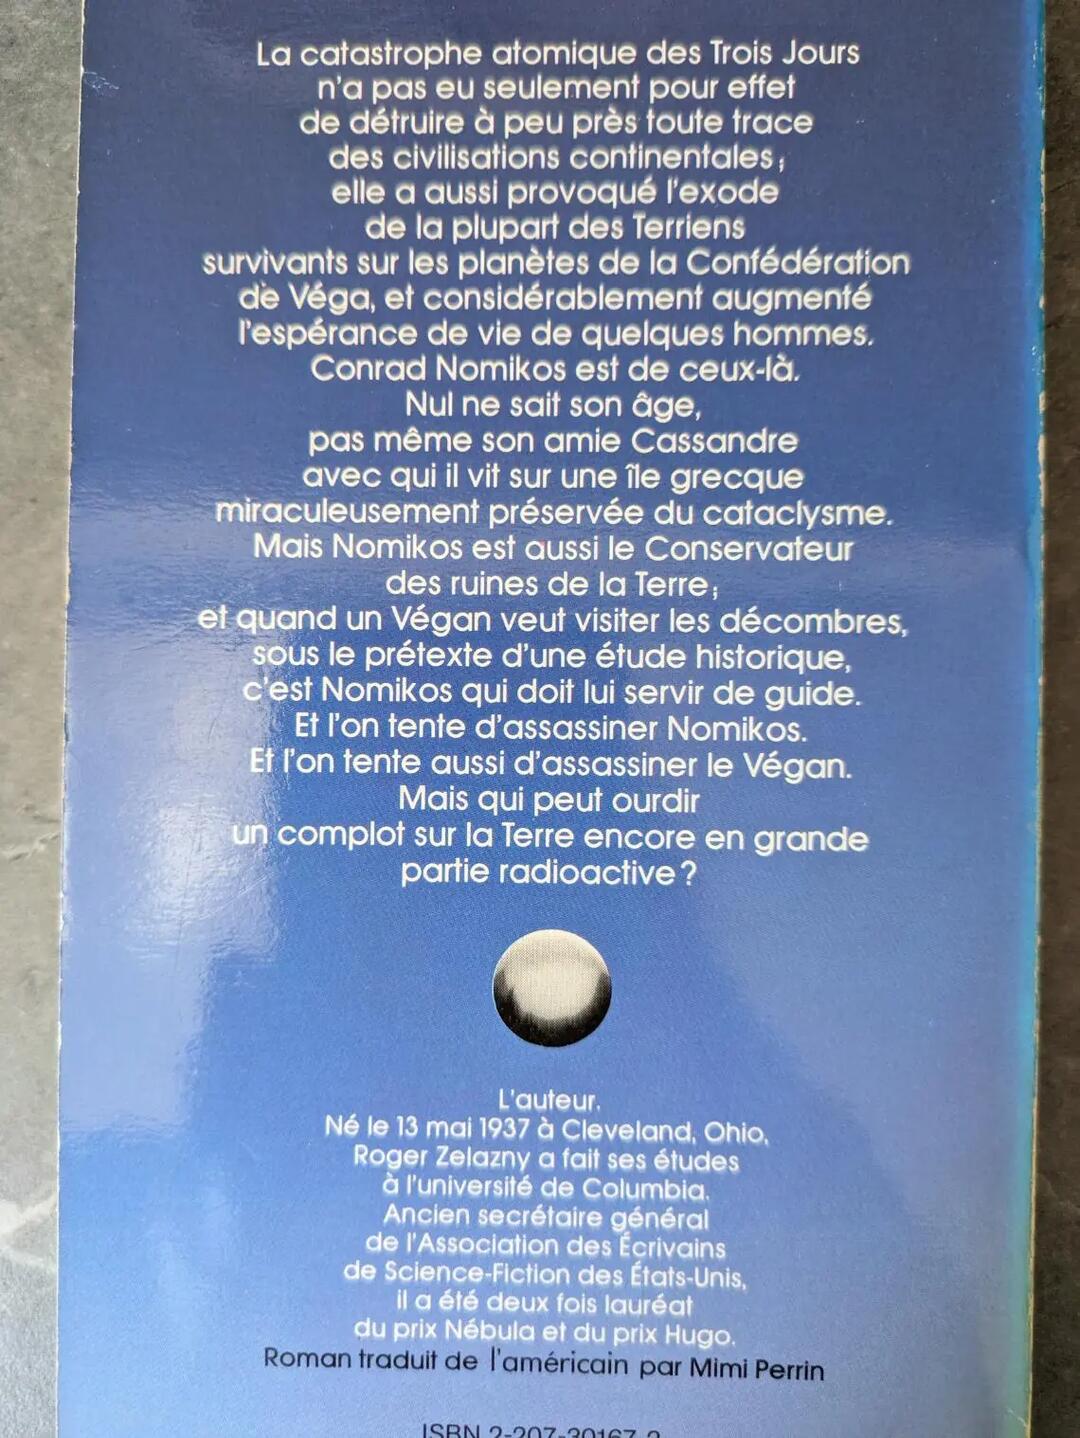 La catastrophe atomique des Trois Jours
n'a pas eu seulement pour effet
de détruire à peu près toute trace
des civilisations continentales;
elle a aussi provoqué l'exode
de la plupart des Terriens
survivants sur les planètes de la Confédération
de Véga, et considérablement augmenté
l'espérance de vie de quelques hommes.
Conrad Nomikos est de ceux-là.
Nul ne sait son âge,
pas même son amie Cassandre
avec qui il vit sur une île grecque
miraculeusement préservée du cataclysme.
Mais Nomikos est aussi le Conservateur
des ruines de la Terre;
et quand un Végan veut visiter les décombres,
sous le prétexte d'une étude historique,
c'est Nomikos qui doit lui servir de guide.
Et l'on tente d'assassiner Nomikos.
Et l'on tente aussi d'assassiner le Végan.
Mais qui peut ourdir
un complot sur la Terre encore en grande
partie radioactive?
L'auteur.
Né le 13 mai 1937 à Cleveland, Ohio,
Roger Zelazny a fait ses études
à l'université de Columbia.
Ancien secrétaire général
de l'Association des Écrivains
de Science-Fiction des États-Unis,
il a été deux fois lauréat
du prix Nébula et du prix Hugo.
Roman traduit de l'américain par Mimi Perrin
ISBN 2-207-30167-2